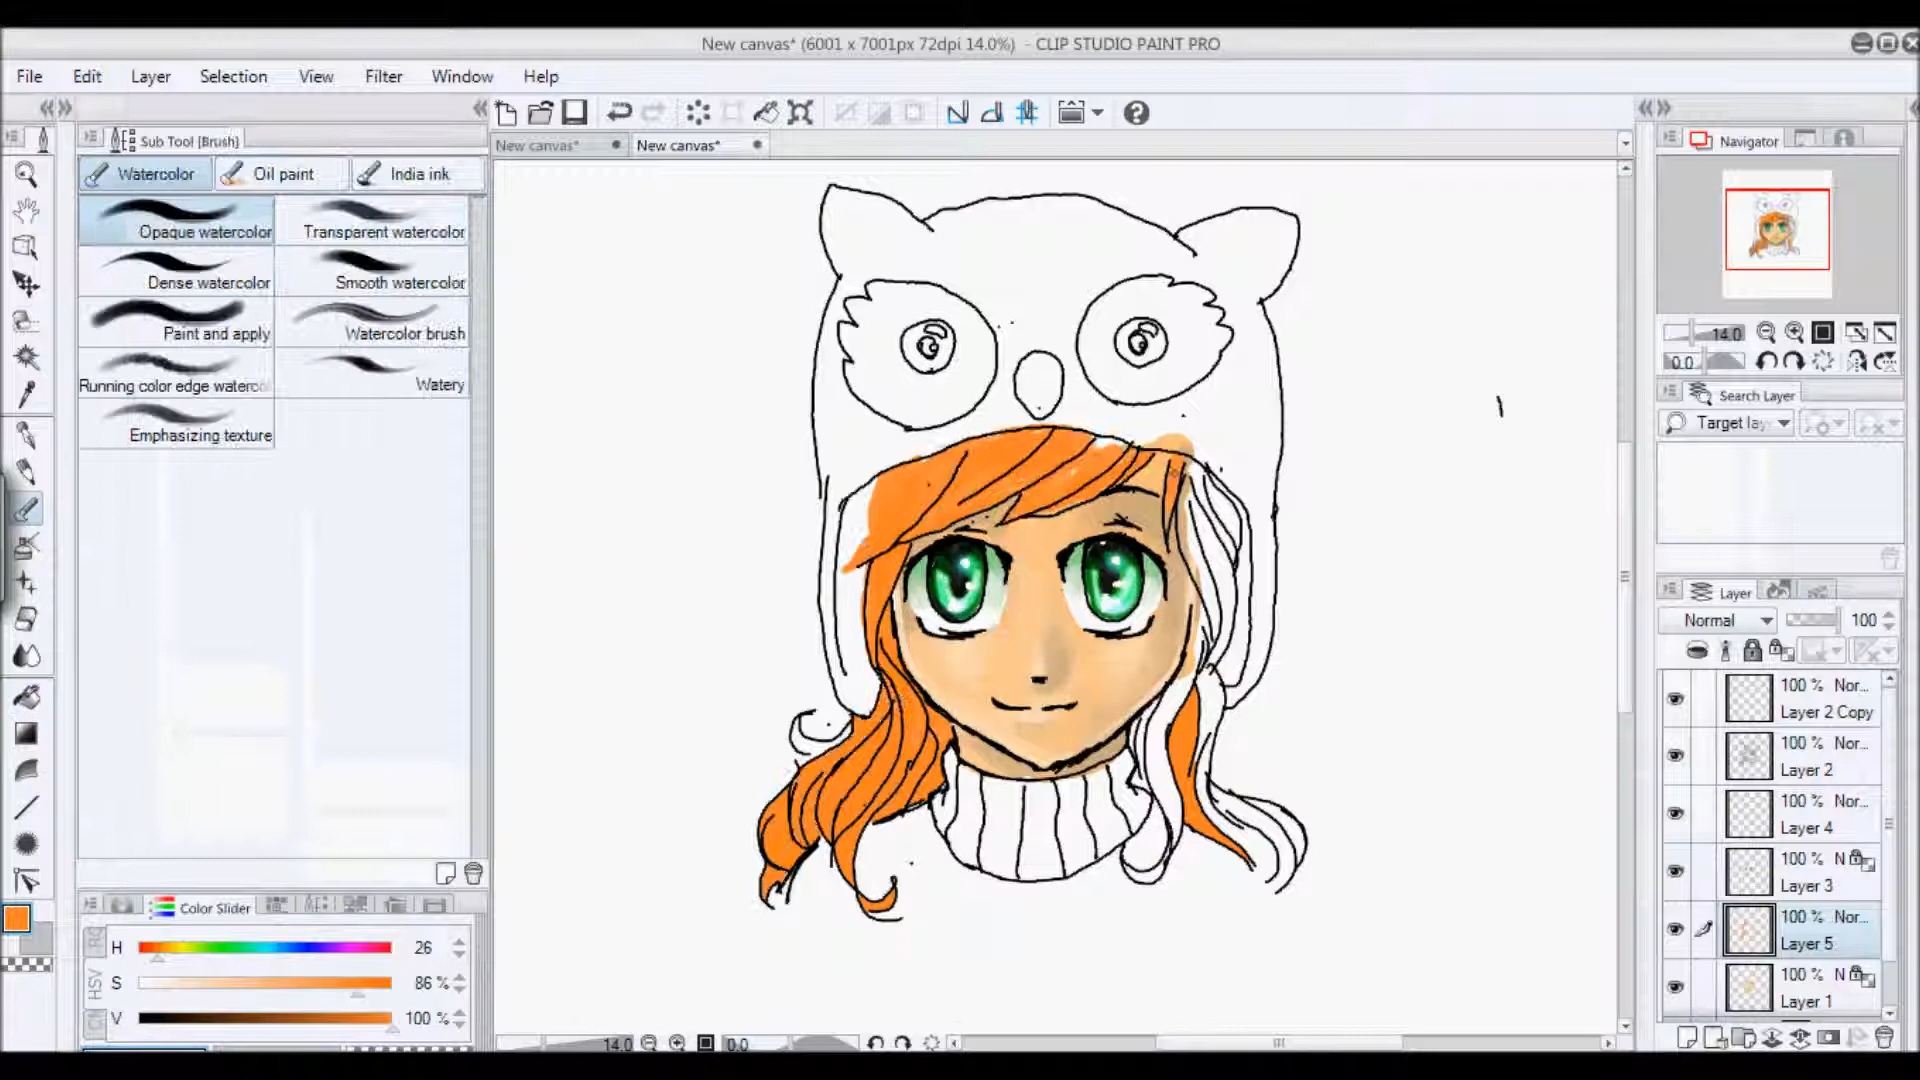 New canvas* (6001 x 7001px 72dpi 14.0%) - CLIP STUDIO PAINT PRO
File Edit Layer Selection View Filter Window Help
Sub Tool [Brush]
New canvas* New canvas*
Navigator
Watercolor Oil paint India ink
Opaque watercolor Transparent watercolor
Dense watercolor Smooth watercolor
Paint and apply Watercolor brush
Running color edge waterco
Watery
Emphasizing texture
14.0
0.0
Search Layer
Target lay
Layer
Normal 100
100 % Nor...
Layer 2 Copy
100 % Nor...
Layer 2
100 % Nor...
Layer 4
100 % N
Layer 3
100 % Nor...
Layer 5
100 % N
Layer 1
Color Slider
HSV
H 26
S 86 %
V 100 %
14.0 0.0